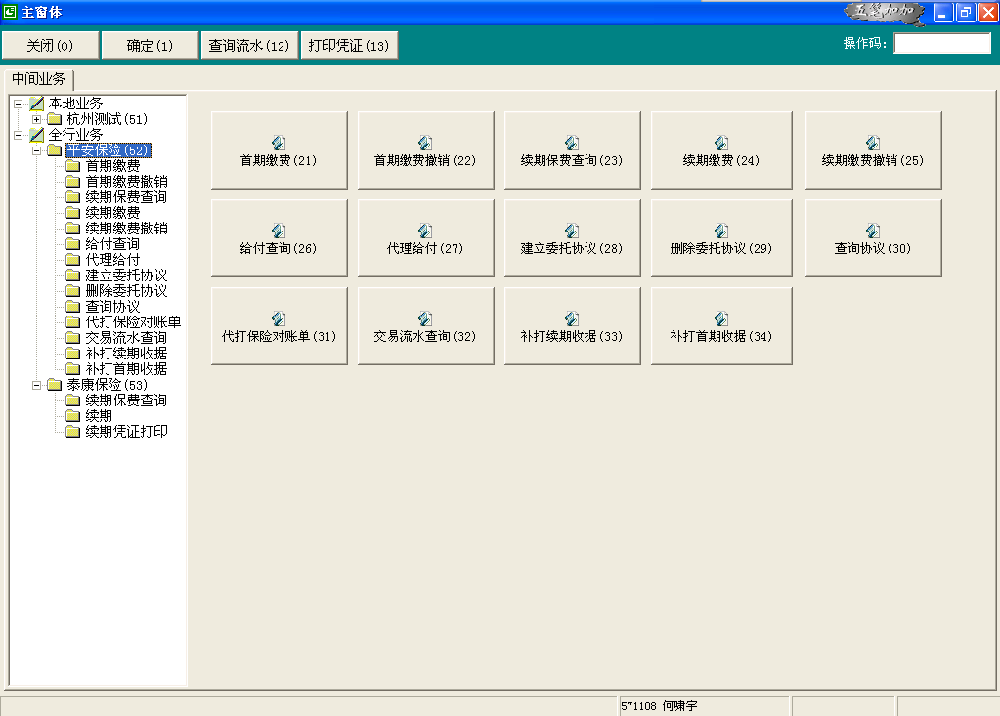 主窗体
五笔加加
关闭(0) 确定(1) 查询流水(12) 打印凭证(13) 操作码:
中间业务
本地业务
杭州测试(51)
全行业务
平安保险(52)
首期缴费
首期缴费撤销
续期保费查询
续期缴费
续期缴费撤销
给付查询
代理给付
建立委托协议
删除委托协议
查询协议
代打保险对账单
交易流水查询
补打续期收据
补打首期收据
泰康保险(53)
续期保费查询
续期
续期凭证打印
首期缴费(21) 首期缴费撤销(22) 续期保费查询(23) 续期缴费(24) 续期缴费撤销(25)
给付查询(26) 代理给付(27) 建立委托协议(28) 删除委托协议(29) 查询协议(30)
代打保险对账单(31) 交易流水查询(32) 补打续期收据(33) 补打首期收据(34)
571108 何啸宇